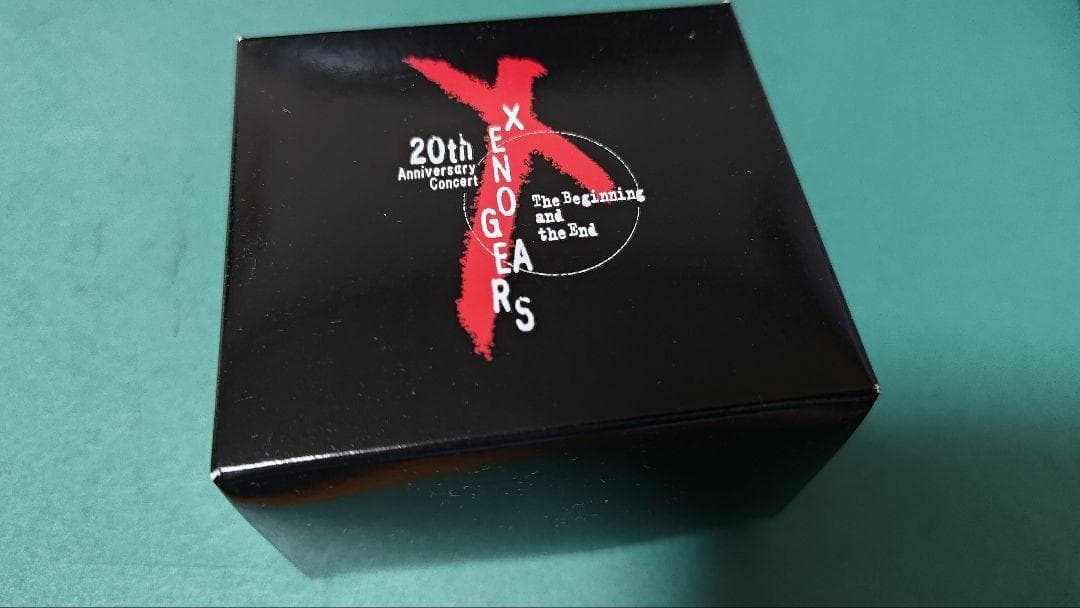 XENOGEARS
20th
Anniversary
Concert
The Beginning
and
the End